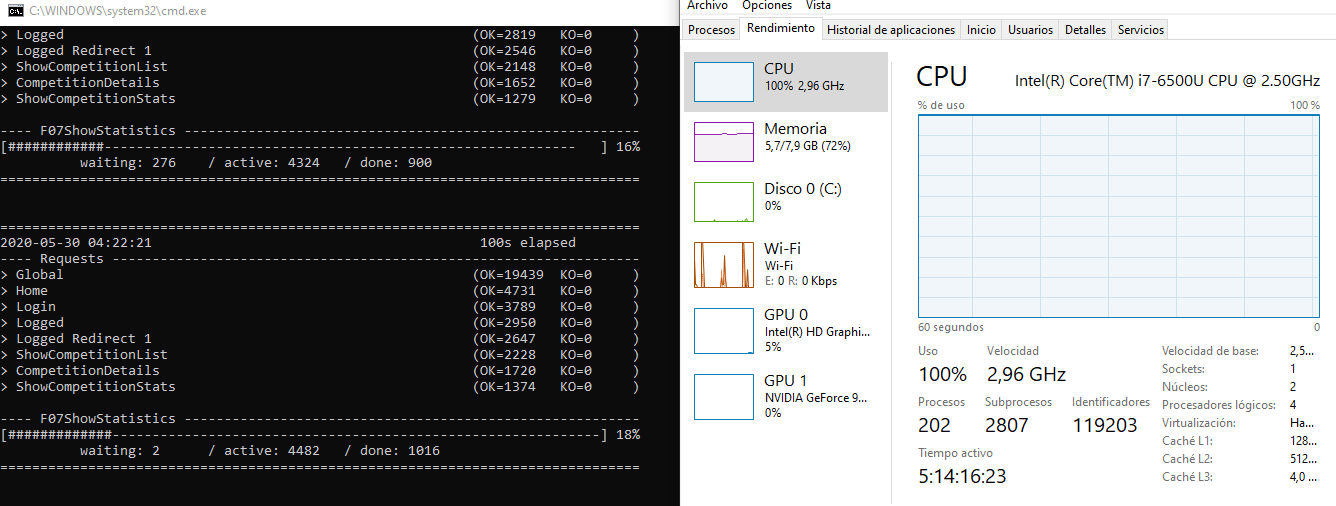 C:\WINDOWS\system32\cmd.exe
> Logged (OK=2819 KO=0 )
> Logged Redirect 1 (OK=2546 KO=0 )
> ShowCompetitionList (OK=2148 KO=0 )
> CompetitionDetails (OK=1652 KO=0 )
> ShowCompetitionStats (OK=1279 KO=0 )
---- F07ShowStatistics ---------------------------------------------------------
[############----------------------------------------------------------- ] 16%
waiting: 276 / active: 4324 / done: 900
================================================================================
================================================================================
2020-05-30 04:22:21 100s elapsed
---- Requests ------------------------------------------------------------------
> Global (OK=19439 KO=0 )
> Home (OK=4731 KO=0 )
> Login (OK=3789 KO=0 )
> Logged (OK=2950 KO=0 )
> Logged Redirect 1 (OK=2647 KO=0 )
> ShowCompetitionList (OK=2228 KO=0 )
> CompetitionDetails (OK=1720 KO=0 )
> ShowCompetitionStats (OK=1374 KO=0 )
---- F07ShowStatistics ---------------------------------------------------------
[#############-------------------------------------------------------------] 18%
waiting: 2 / active: 4482 / done: 1016
================================================================================
Archivo Opciones Vista
Procesos Rendimiento Historial de aplicaciones Inicio Usuarios Detalles Servicios
CPU
100% 2,96 GHz
Memoria
5,7/7,9 GB (72%)
Disco 0 (C:)
0%
Wi-Fi
Wi-Fi
E: 0 R: 0 Kbps
GPU 0
Intel(R) HD Graphi...
5%
GPU 1
NVIDIA GeForce 9...
0%
CPU Intel(R) Core(TM) i7-6500U CPU @ 2.50GHz
% de uso 100 %
60 segundos 0
Uso Velocidad
100% 2,96 GHz
Procesos Subprocesos Identificadores
202 2807 119203
Tiempo activo
5:14:16:23
Velocidad de base: 2,5...
Sockets: 1
Núcleos: 2
Procesadores lógicos: 4
Virtualización: Ha...
Caché L1: 128...
Caché L2: 512...
Caché L3: 4,0 ...